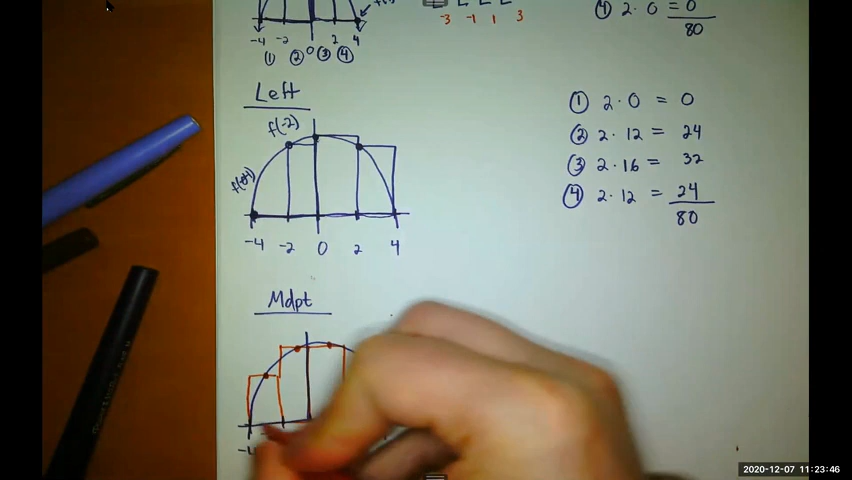 -3 -1 1 3
④ 2·0 = 0
80
-4 -2 0 2 4
① ② ③ ④
Left
f(-2)
f(-4)
-4 -2 0 2 4
① 2·0 = 0
② 2·12 = 24
③ 2·16 = 32
④ 2·12 = 24
80
Mdpt
2020-12-07 11:23:46